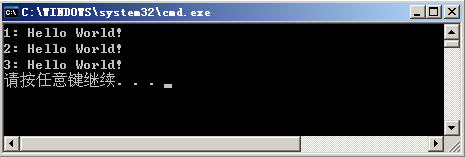 C:\WINDOWS\system32\cmd.exe
1: Hello World!
2: Hello World!
3: Hello World!
请按任意键继续. . .